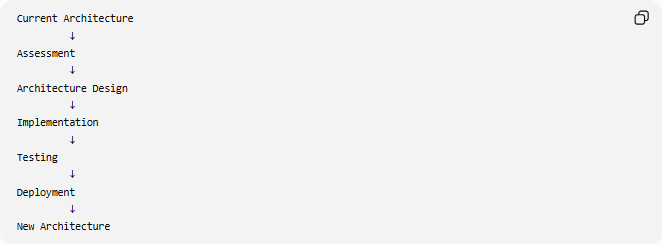 Current Architecture
↓
Assessment
↓
Architecture Design
↓
Implementation
↓
Testing
↓
Deployment
↓
New Architecture